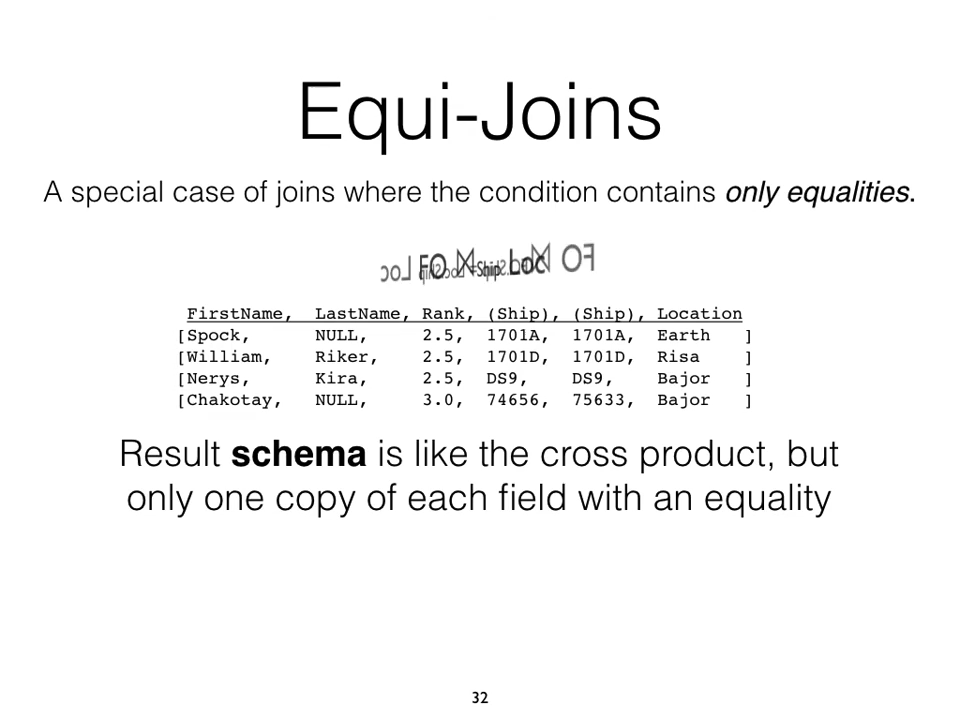 Equi-Joins
A special case of joins where the condition contains only equalities.
FO ⋈Ship Loc
FirstName, LastName, Rank, (Ship), (Ship), Location
[Spock, NULL, 2.5, 1701A, 1701A, Earth ]
[William, Riker, 2.5, 1701D, 1701D, Risa ]
[Nerys, Kira, 2.5, DS9, DS9, Bajor ]
[Chakotay, NULL, 3.0, 74656, 75633, Bajor ]
Result schema is like the cross product, but
only one copy of each field with an equality
32